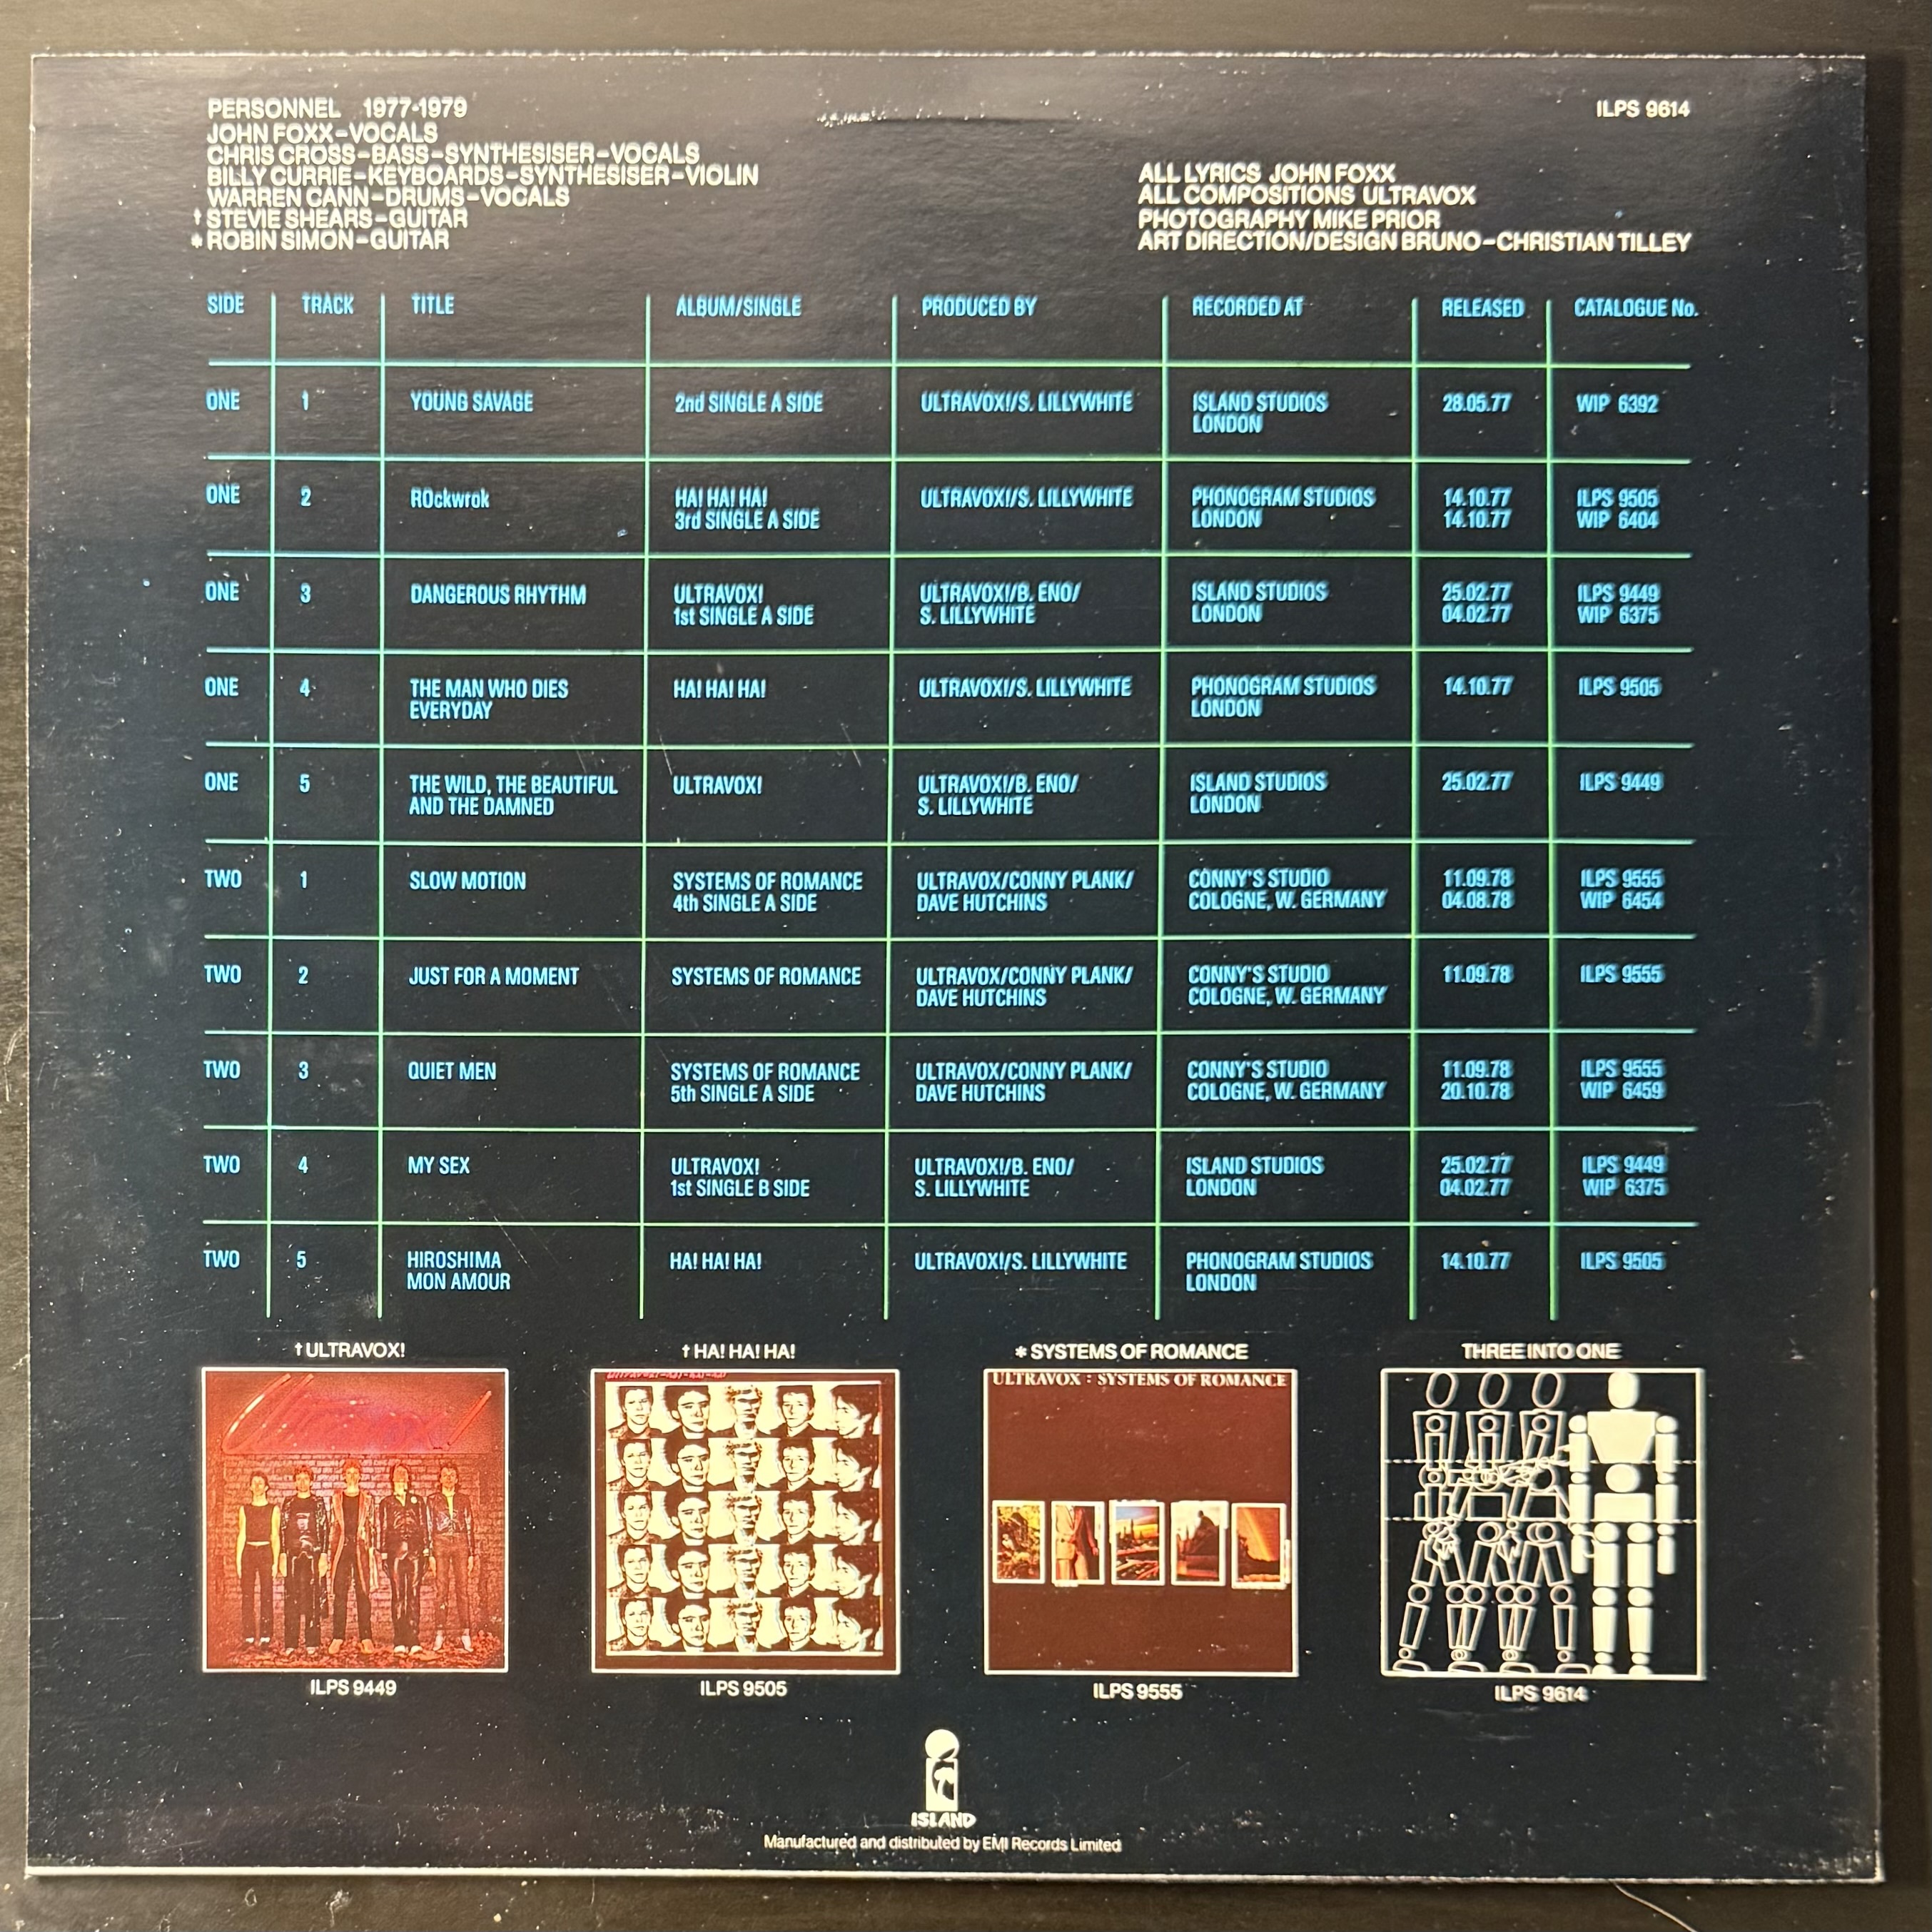 PERSONNEL 1977-1979
JOHN FOXX-VOCALS
CHRIS CROSS-BASS-SYNTHESISER-VOCALS
BILLY CURRIE-KEYBOARDS-SYNTHESISER-VIOLIN
WARREN CANN-DRUMS-VOCALS
† STEVIE SHEARS-GUITAR
* ROBIN SIMON-GUITAR
ILPS 9614
ALL LYRICS JOHN FOXX
ALL COMPOSITIONS ULTRAVOX
PHOTOGRAPHY MIKE PRIOR
ART DIRECTION/DESIGN BRUNO-CHRISTIAN TILLEY
SIDE TRACK TITLE ALBUM/SINGLE PRODUCED BY RECORDED AT RELEASED CATALOGUE No.
ONE 1 YOUNG SAVAGE 2nd SINGLE A SIDE ULTRAVOX!/S. LILLYWHITE ISLAND STUDIOS 28.05.77 WIP 6392
LONDON
ONE 2 ROckwrok HA! HA! HA! ULTRAVOX!/S. LILLYWHITE PHONOGRAM STUDIOS 14.10.77 ILPS 9505
3rd SINGLE A SIDE LONDON 14.10.77 WIP 6404
ONE 3 DANGEROUS RHYTHM ULTRAVOX! ULTRAVOX!/B. ENO/ ISLAND STUDIOS 25.02.77 ILPS 9449
1st SINGLE A SIDE S. LILLYWHITE LONDON 04.02.77 WIP 6375
ONE 4 THE MAN WHO DIES HA! HA! HA! ULTRAVOX!/S. LILLYWHITE PHONOGRAM STUDIOS 14.10.77 ILPS 9505
EVERYDAY LONDON
ONE 5 THE WILD, THE BEAUTIFUL ULTRAVOX! ULTRAVOX!/B. ENO/ ISLAND STUDIOS 25.02.77 ILPS 9449
AND THE DAMNED S. LILLYWHITE LONDON
TWO 1 SLOW MOTION SYSTEMS OF ROMANCE ULTRAVOX/CONNY PLANK/ CONNY'S STUDIO 11.09.78 ILPS 9555
4th SINGLE A SIDE DAVE HUTCHINS COLOGNE, W. GERMANY 04.08.78 WIP 6454
TWO 2 JUST FOR A MOMENT SYSTEMS OF ROMANCE ULTRAVOX/CONNY PLANK/ CONNY'S STUDIO 11.09.78 ILPS 9555
DAVE HUTCHINS COLOGNE, W. GERMANY
TWO 3 QUIET MEN SYSTEMS OF ROMANCE ULTRAVOX/CONNY PLANK/ CONNY'S STUDIO 11.09.78 ILPS 9555
5th SINGLE A SIDE DAVE HUTCHINS COLOGNE, W. GERMANY 20.10.78 WIP 6459
TWO 4 MY SEX ULTRAVOX! ULTRAVOX!/B. ENO/ ISLAND STUDIOS 25.02.77 ILPS 9449
1st SINGLE B SIDE S. LILLYWHITE LONDON 04.02.77 WIP 6375
TWO 5 HIROSHIMA HA! HA! HA! ULTRAVOX!/S. LILLYWHITE PHONOGRAM STUDIOS 14.10.77 ILPS 9505
MON AMOUR LONDON
† ULTRAVOX! † HA! HA! HA! * SYSTEMS OF ROMANCE THREE INTO ONE
Ultravox!
ULTRAVOX : SYSTEMS OF ROMANCE
ILPS 9449 ILPS 9505 ILPS 9555 ILPS 9614
ISLAND
Manufactured and distributed by EMI Records Limited